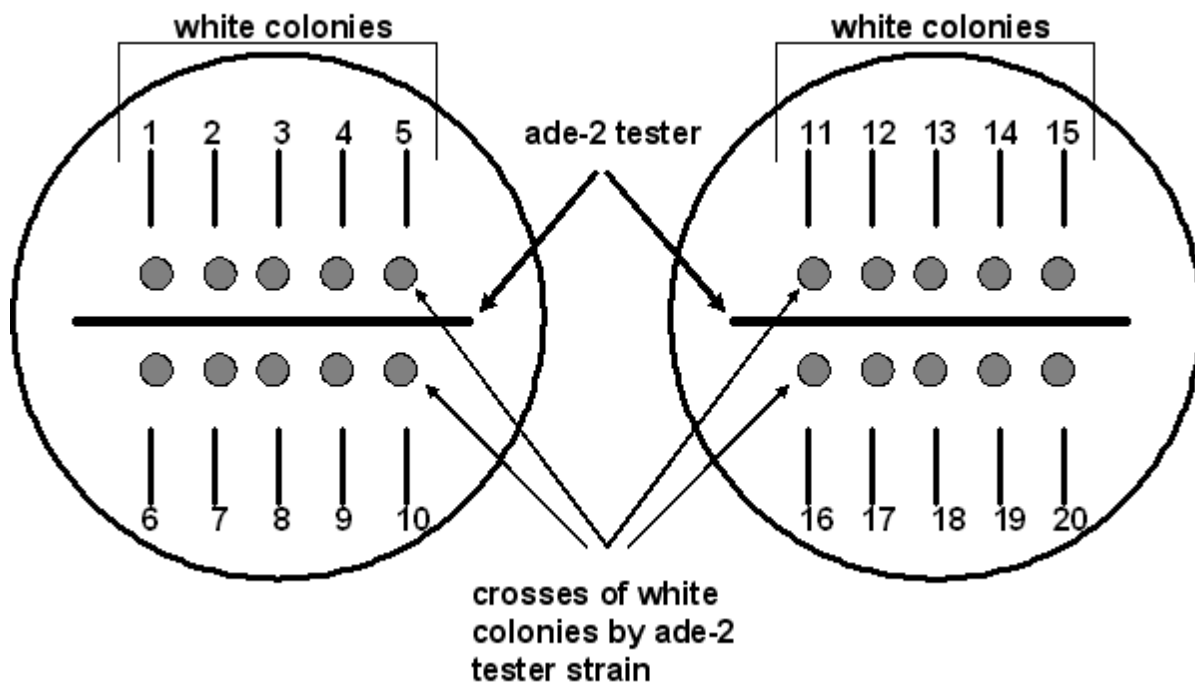 white colonies
white colonies
1 2 3 4 5
ade-2 tester
11 12 13 14 15
6 7 8 9 10
16 17 18 19 20
crosses of white
colonies by ade-2
tester strain